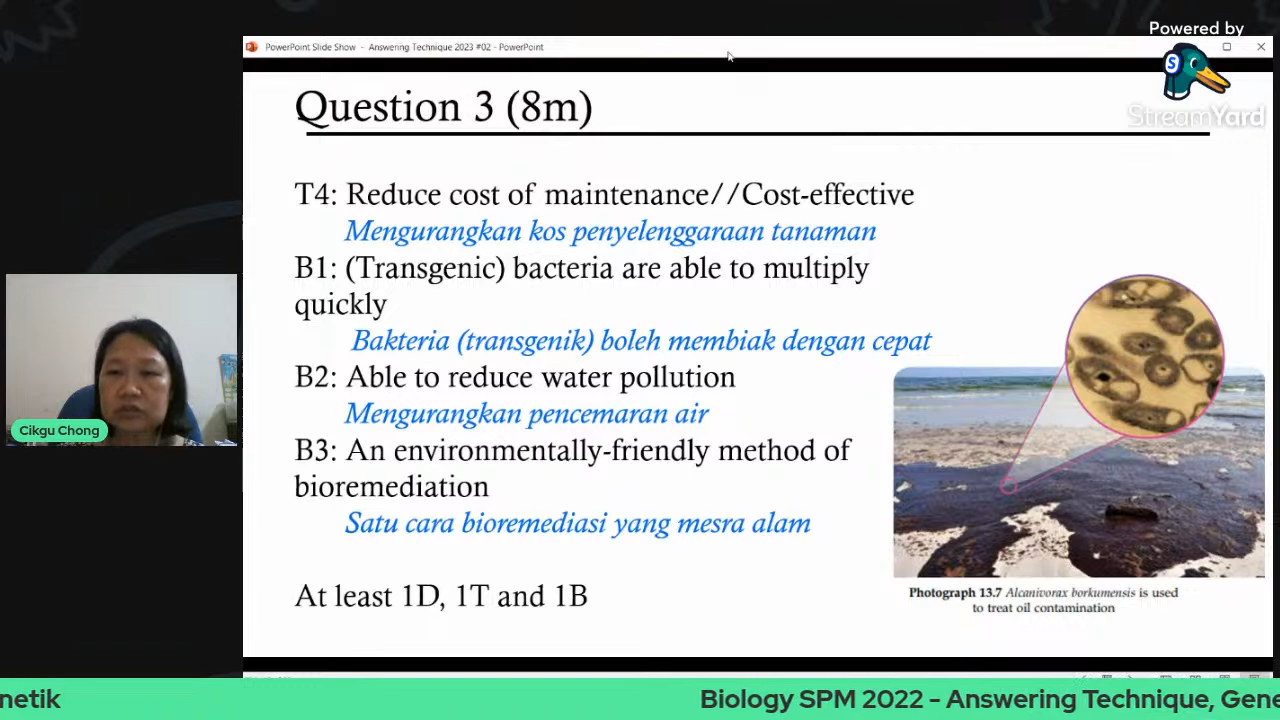 Powered by
StreamYard
PowerPoint Slide Show - Answering Technique 2023 #02 - PowerPoint
Question 3 (8m)
T4: Reduce cost of maintenance//Cost-effective
Mengurangkan kos penyelenggaraan tanaman
B1: (Transgenic) bacteria are able to multiply
quickly
Bakteria (transgenik) boleh membiak dengan cepat
B2: Able to reduce water pollution
Mengurangkan pencemaran air
B3: An environmentally-friendly method of
bioremediation
Satu cara bioremediasi yang mesra alam
At least 1D, 1T and 1B
Photograph 13.7 Alcanivorax borkumensis is used
to treat oil contamination
Cikgu Chong
netik
Biology SPM 2022 - Answering Technique, Gene